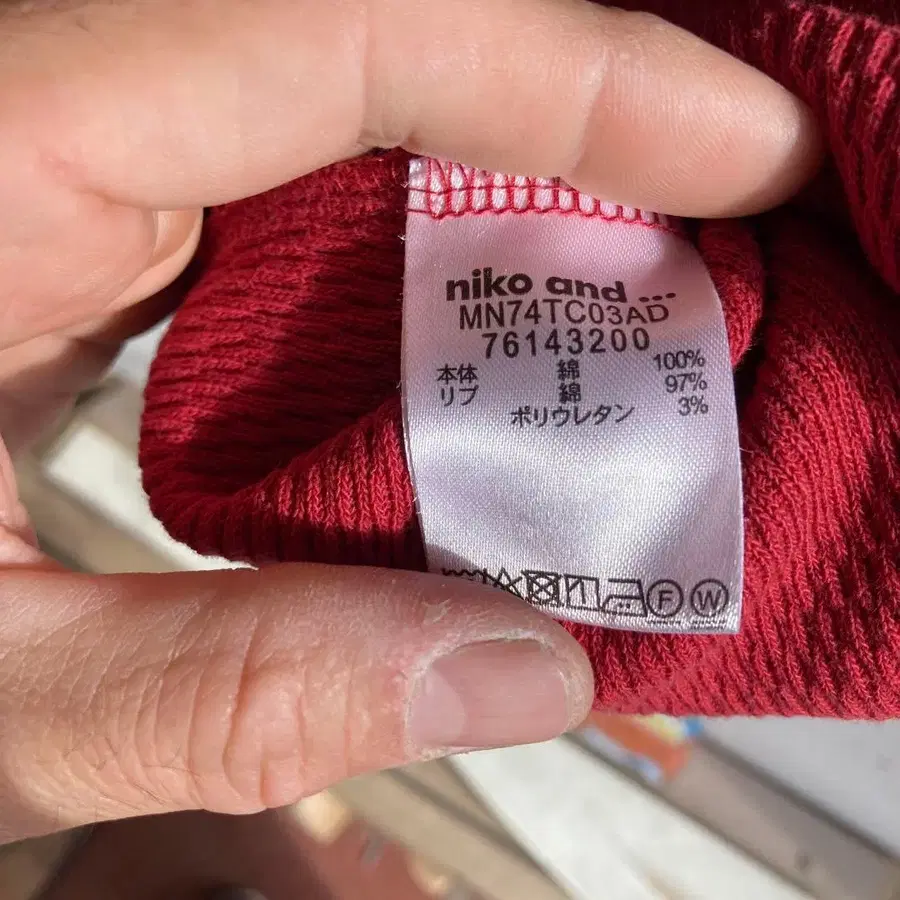 niko and ...
MN74TC03AD
76143200
本体 綿 100%
リブ 綿 97%
ポリウレタン 3%
F W